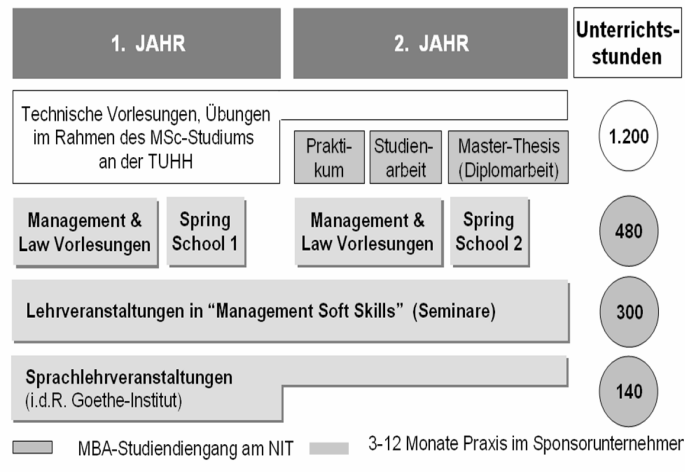 1. JAHR
2. JAHR
Unterrichts-
stunden
Technische Vorlesungen, Übungen
im Rahmen des MSc-Studiums
an der TUHH
Prakti-
kum
Studien-
arbeit
Master-Thesis
(Diplomarbeit)
1.200
Management &
Law Vorlesungen
Spring
School 1
Management &
Law Vorlesungen
Spring
School 2
480
Lehrveranstaltungen in “Management Soft Skills” (Seminare)
300
Sprachlehrveranstaltungen
(i.d.R. Goethe-Institut)
140
MBA-Studiendiengang am NIT
3-12 Monate Praxis im Sponsorunternehmen